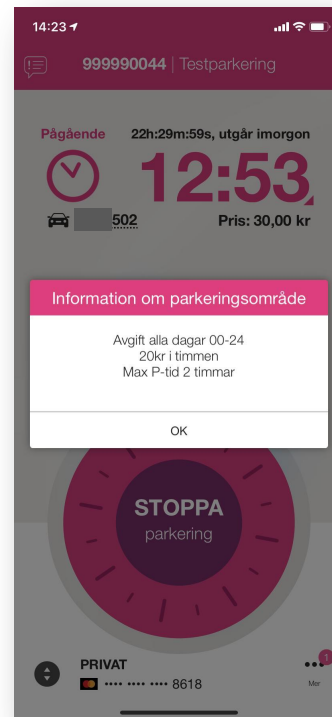 14:23
999990044 | Testparkering
Pågående
22h:29m:59s, utgår imorgon
12:53
502
Pris: 30,00 kr
Information om parkeringsområde
Avgift alla dagar 00-24
20kr i timmen
Max P-tid 2 timmar
OK
STOPPA
parkering
PRIVAT
•••• •••• •••• 8618
1
Mer